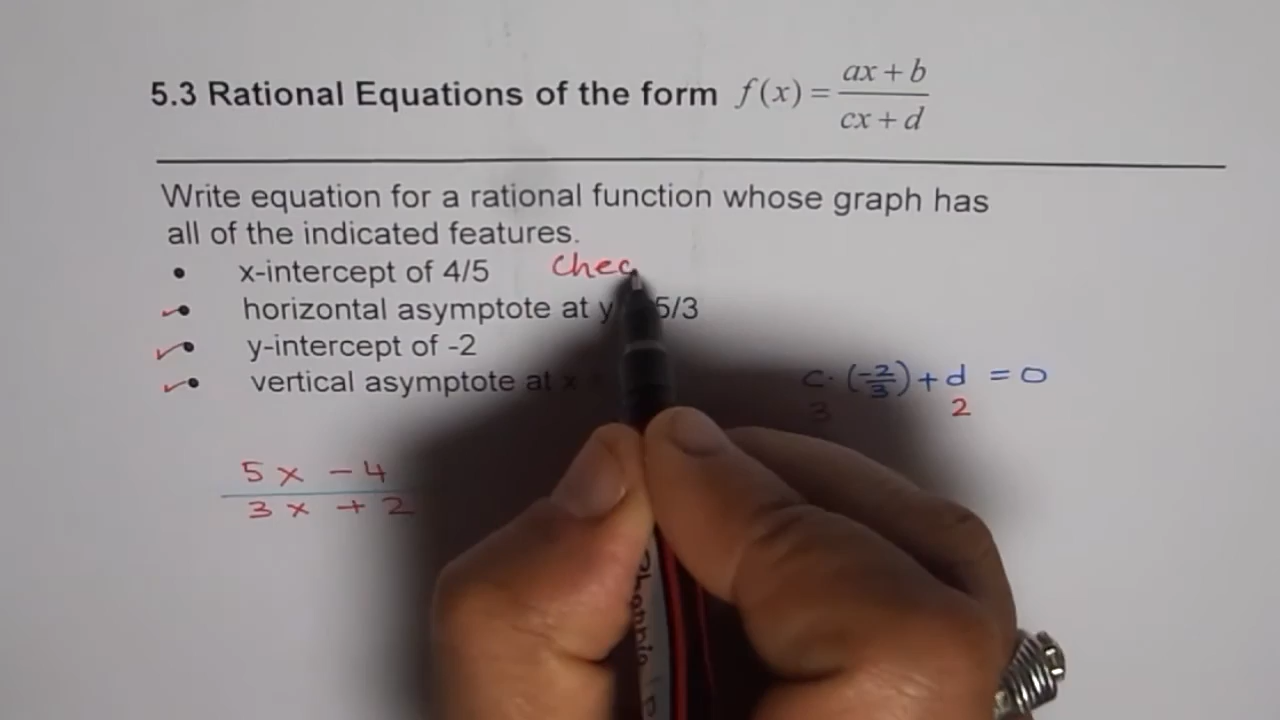 5.3 Rational Equations of the form f(x) = (ax + b)/(cx + d)
Write equation for a rational function whose graph has
all of the indicated features.
• x-intercept of 4/5 Chec
✓• horizontal asymptote at y 5/3
✓• y-intercept of -2
✓• vertical asymptote at x
c · (-2/3) + d = 0
3 2
5x - 4
3x + 2